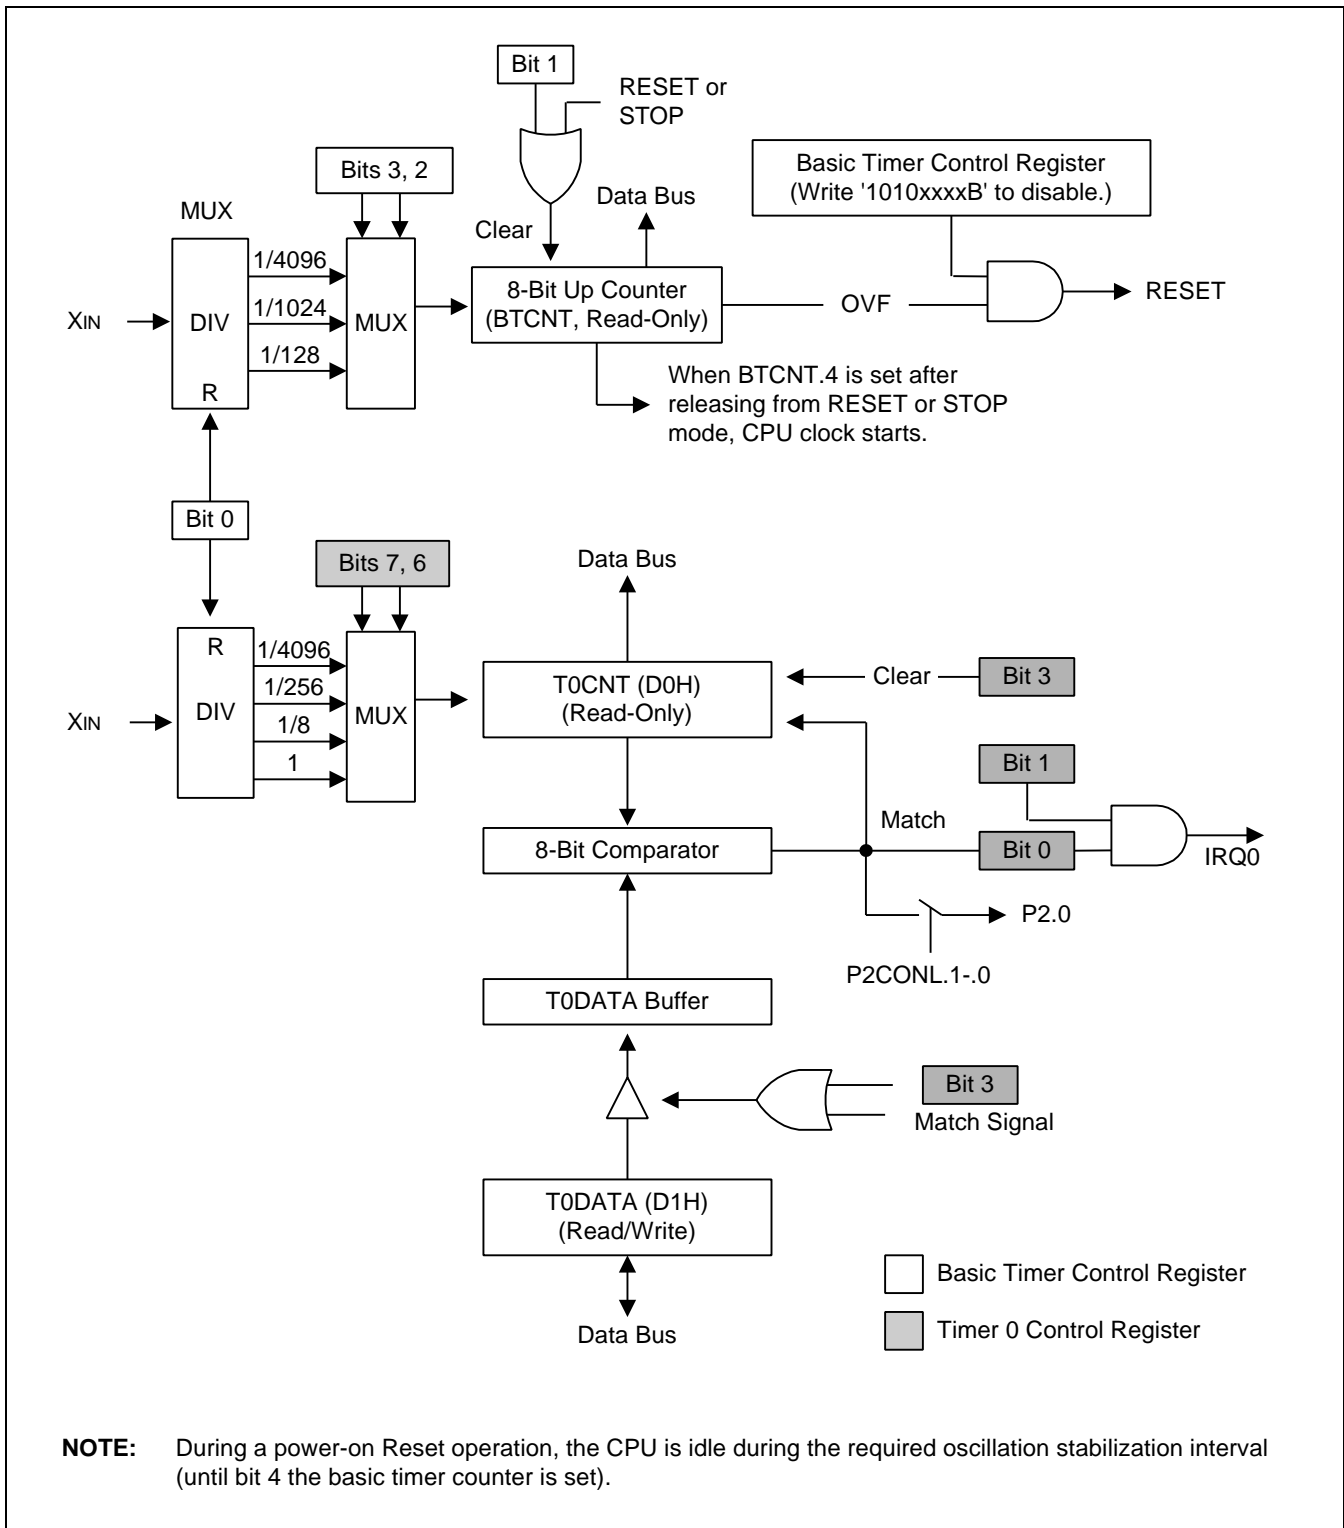 Bit 1
RESET or
STOP
Bits 3, 2
Basic Timer Control Register
(Write '1010xxxxB' to disable.)
MUX
Data Bus
Clear
1/4096
1/1024
1/128
XIN
DIV
R
MUX
8-Bit Up Counter
(BTCNT, Read-Only)
OVF
RESET
When BTCNT.4 is set after
releasing from RESET or STOP
mode, CPU clock starts.
Bit 0
Bits 7, 6
Data Bus
R
1/4096
1/256
1/8
1
XIN
DIV
MUX
T0CNT (D0H)
(Read-Only)
Clear
Bit 3
Bit 1
Match
8-Bit Comparator
Bit 0
IRQ0
P2.0
P2CONL.1-.0
T0DATA Buffer
Bit 3
Match Signal
T0DATA (D1H)
(Read/Write)
Data Bus
Basic Timer Control Register
Timer 0 Control Register
NOTE: During a power-on Reset operation, the CPU is idle during the required oscillation stabilization interval
(until bit 4 the basic timer counter is set).